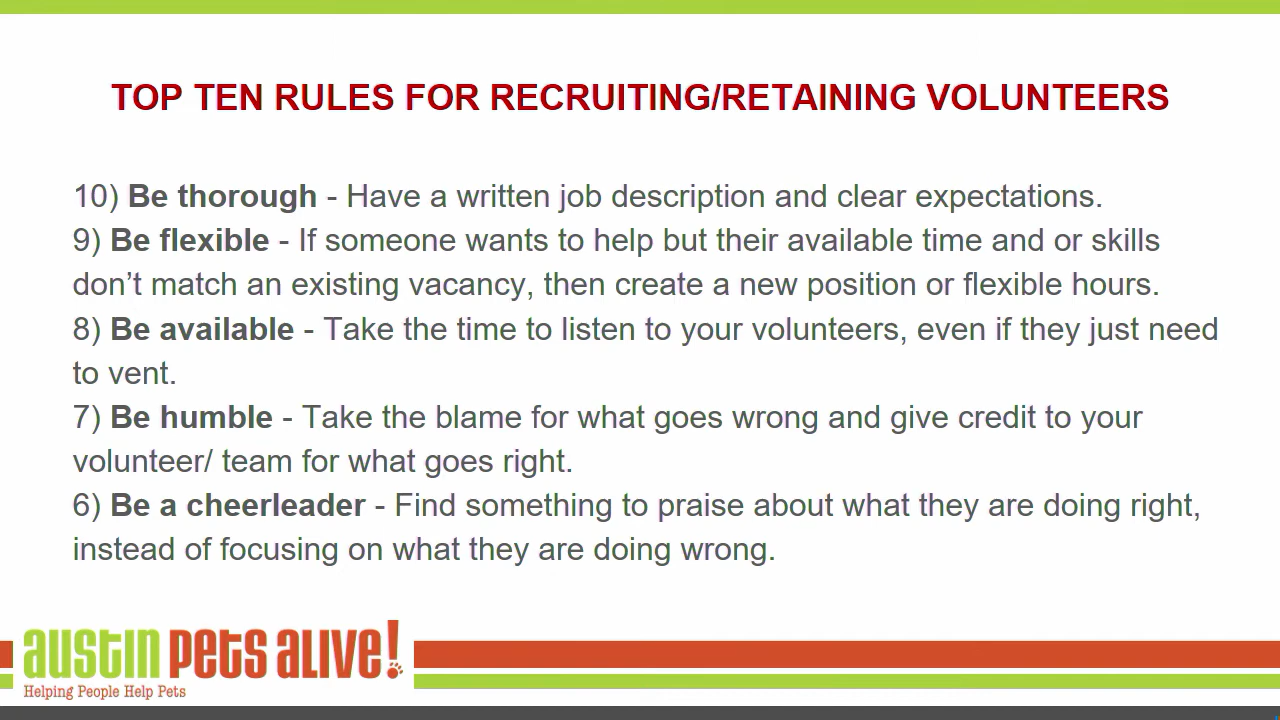 TOP TEN RULES FOR RECRUITING/RETAINING VOLUNTEERS
10) Be thorough - Have a written job description and clear expectations.
9) Be flexible - If someone wants to help but their available time and or skills
don’t match an existing vacancy, then create a new position or flexible hours.
8) Be available - Take the time to listen to your volunteers, even if they just need
to vent.
7) Be humble - Take the blame for what goes wrong and give credit to your
volunteer/ team for what goes right.
6) Be a cheerleader - Find something to praise about what they are doing right,
instead of focusing on what they are doing wrong.
austin pets alive!
Helping People Help Pets